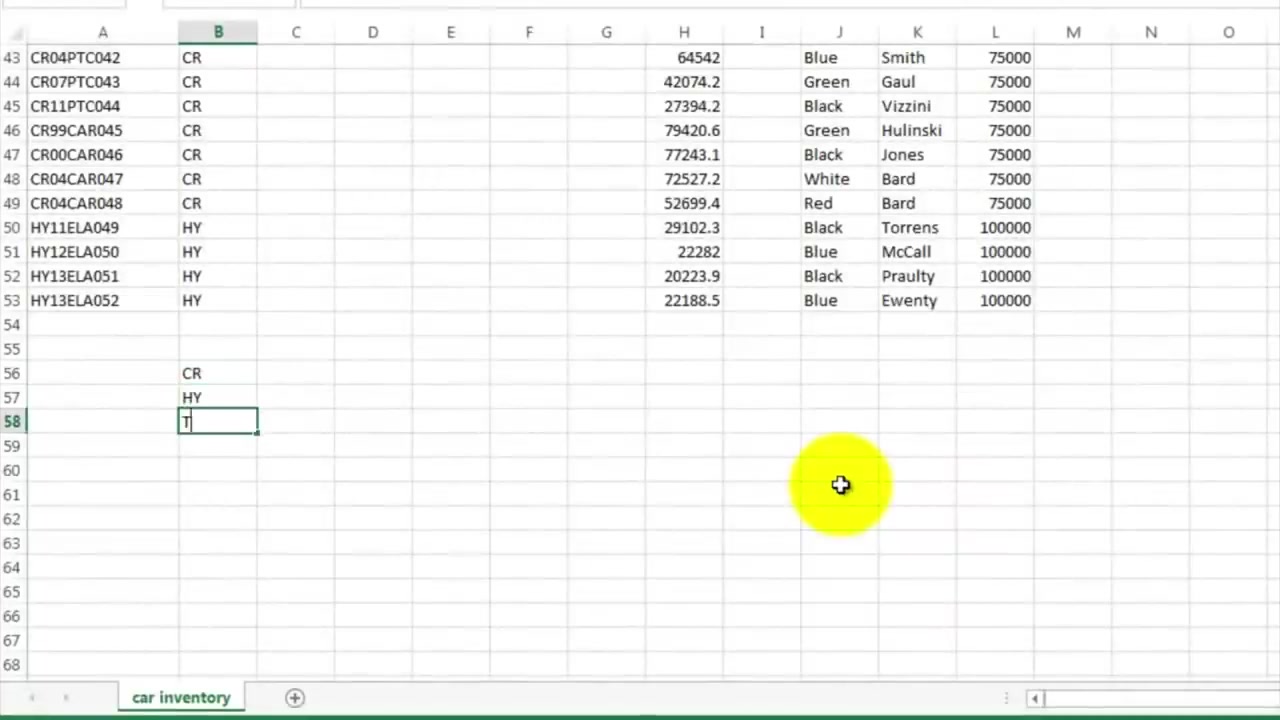 A B C D E F G H I J K L M N O
43 CR04PTC042 CR 64542 Blue Smith 75000
44 CR07PTC043 CR 42074.2 Green Gaul 75000
45 CR11PTC044 CR 27394.2 Black Vizzini 75000
46 CR99CAR045 CR 79420.6 Green Hulinski 75000
47 CR00CAR046 CR 77243.1 Black Jones 75000
48 CR04CAR047 CR 72527.2 White Bard 75000
49 CR04CAR048 CR 52699.4 Red Bard 75000
50 HY11ELA049 HY 29102.3 Black Torrens 100000
51 HY12ELA050 HY 22282 Blue McCall 100000
52 HY13ELA051 HY 20223.9 Black Praulty 100000
53 HY13ELA052 HY 22188.5 Blue Ewenty 100000
54
55
56 CR
57 HY
58 T
59
60
61
62
63
64
65
66
67
68
car inventory